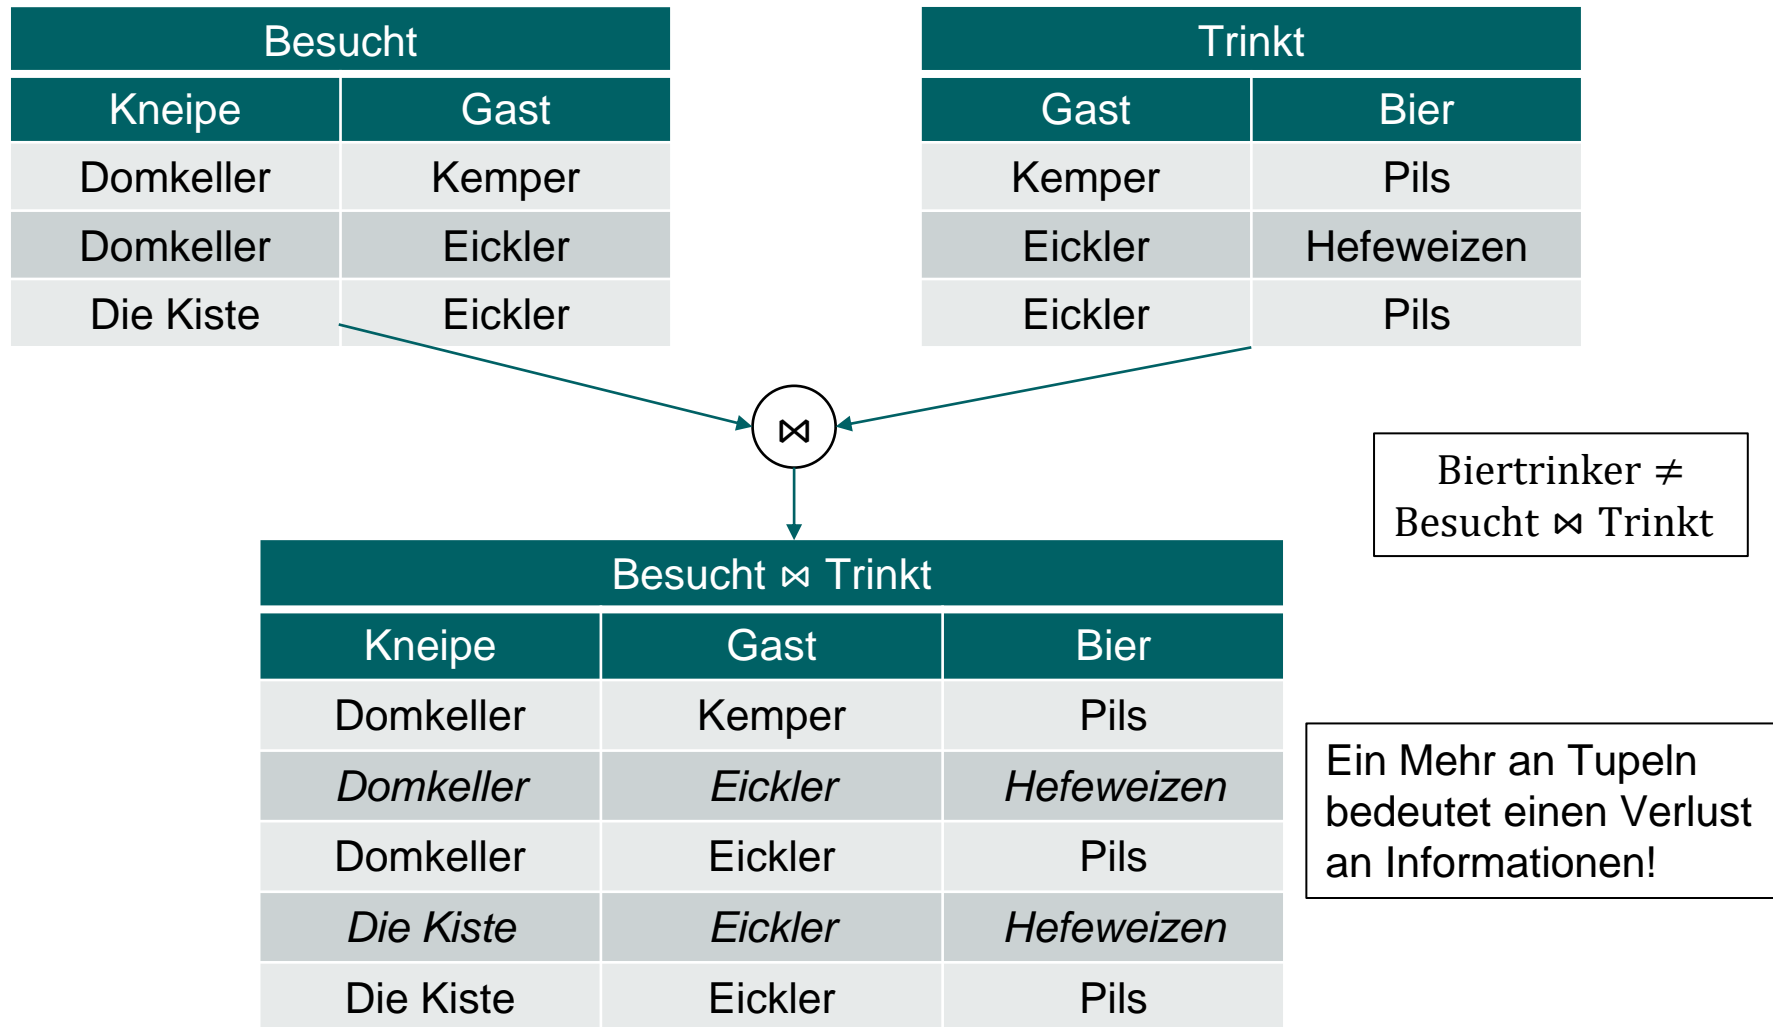 Besucht
Kneipe Gast
Domkeller Kemper
Domkeller Eickler
Die Kiste Eickler
Trinkt
Gast Bier
Kemper Pils
Eickler Hefeweizen
Eickler Pils
⋈
Biertrinker ≠
Besucht ⋈ Trinkt
Besucht ⋈ Trinkt
Kneipe Gast Bier
Domkeller Kemper Pils
Domkeller Eickler Hefeweizen
Domkeller Eickler Pils
Die Kiste Eickler Hefeweizen
Die Kiste Eickler Pils
Ein Mehr an Tupeln
bedeutet einen Verlust
an Informationen!